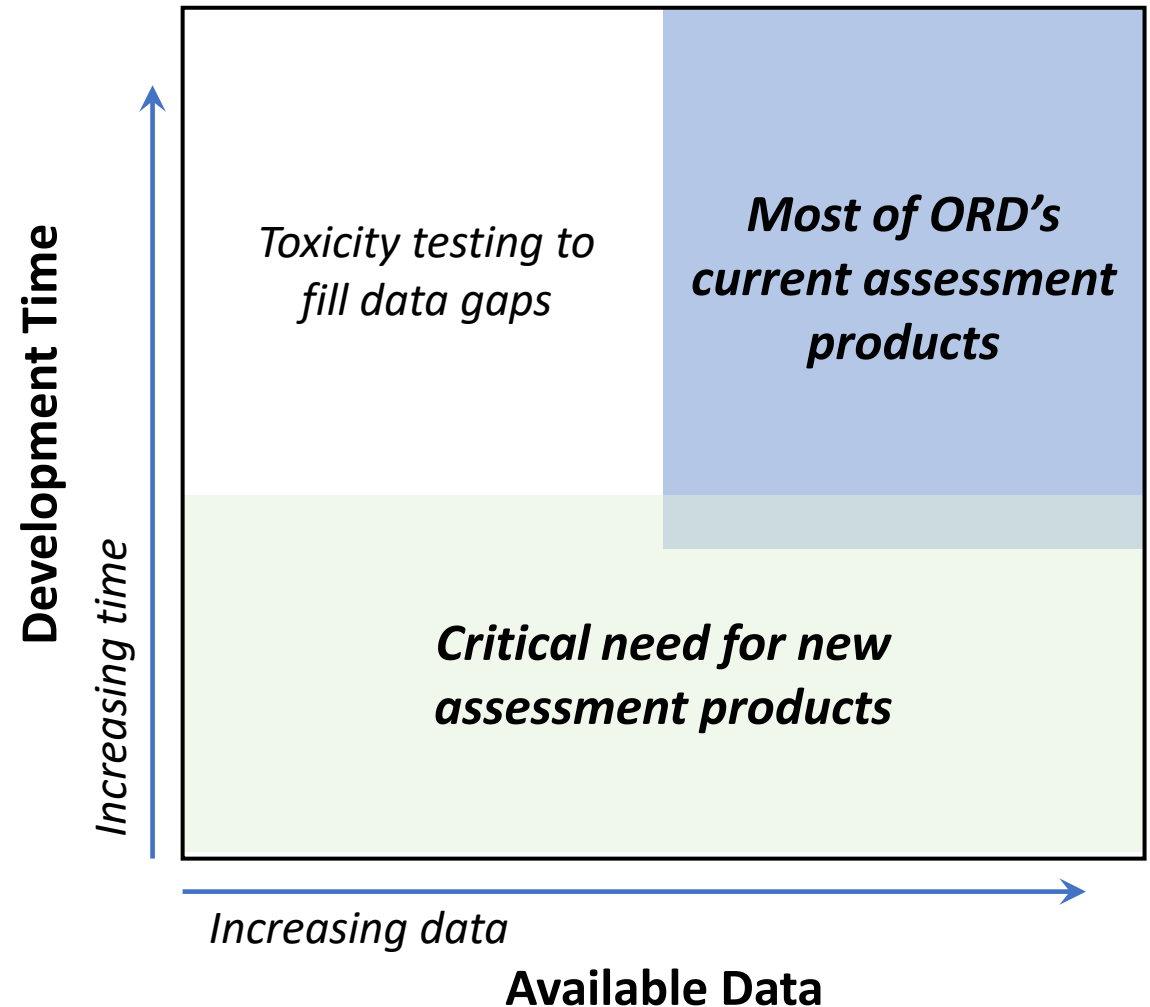 Development Time
Increasing time
Toxicity testing to
fill data gaps
Most of ORD’s
current assessment
products
Critical need for new
assessment products
Increasing data
Available Data